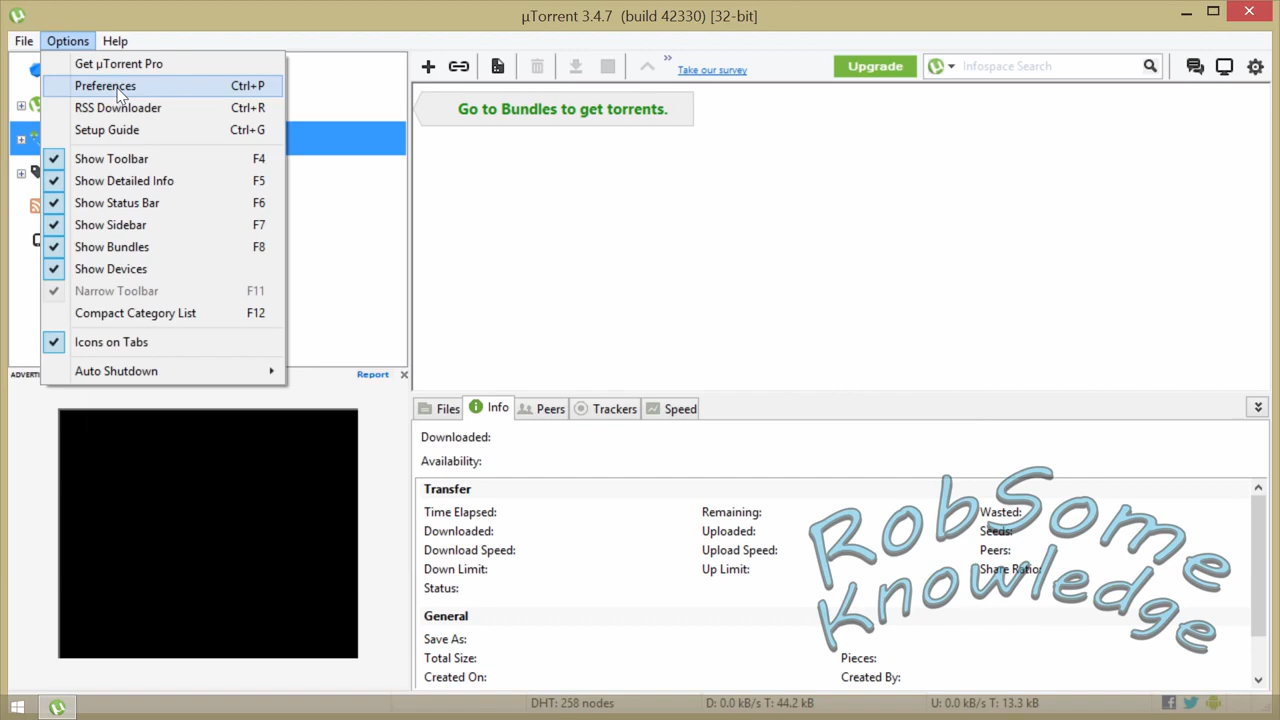 µTorrent 3.4.7 (build 42330) [32-bit]
File Options Help
Get µTorrent Pro
Preferences Ctrl+P
RSS Downloader Ctrl+R
Setup Guide Ctrl+G
Show Toolbar F4
Show Detailed Info F5
Show Status Bar F6
Show Sidebar F7
Show Bundles F8
Show Devices
Narrow Toolbar F11
Compact Category List F12
Icons on Tabs
Auto Shutdown
» Take our survey
Upgrade
Infospace Search
Go to Bundles to get torrents.
Report
Files Info Peers Trackers Speed
Downloaded:
Availability:
Transfer
Time Elapsed: Remaining: Wasted:
Downloaded: Uploaded: Seeds:
Download Speed: Upload Speed: Peers:
Down Limit: Up Limit: Share Ratio:
Status:
General
Save As:
Total Size: Pieces:
Created On: Created By:
RobSome
Knowledge
DHT: 258 nodes D: 0.0 kB/s T: 44.2 kB U: 0.0 kB/s T: 13.3 kB